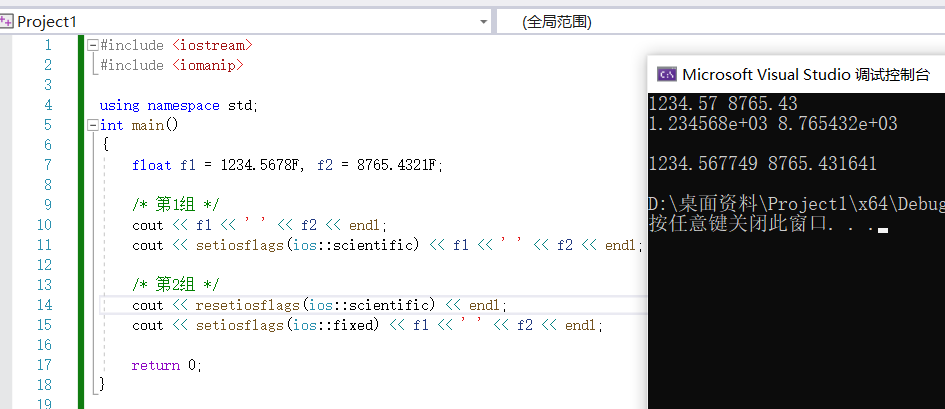 Project1
(全局范围)
1 #include <iostream>
2 #include <iomanip>
3
4 using namespace std;
5 int main()
6 {
7 float f1 = 1234.5678F, f2 = 8765.4321F;
8
9 /* 第1组 */
10 cout << f1 << ' ' << f2 << endl;
11 cout << setiosflags(ios::scientific) << f1 << ' ' << f2 << endl;
12
13 /* 第2组 */
14 cout << resetiosflags(ios::scientific) << endl;
15 cout << setiosflags(ios::fixed) << f1 << ' ' << f2 << endl;
16
17 return 0;
18 }
19
Microsoft Visual Studio 调试控制台
1234.57 8765.43
1.234568e+03 8.765432e+03
1234.567749 8765.431641
D:\桌面资料\Project1\x64\Debug
按任意键关闭此窗口. . .